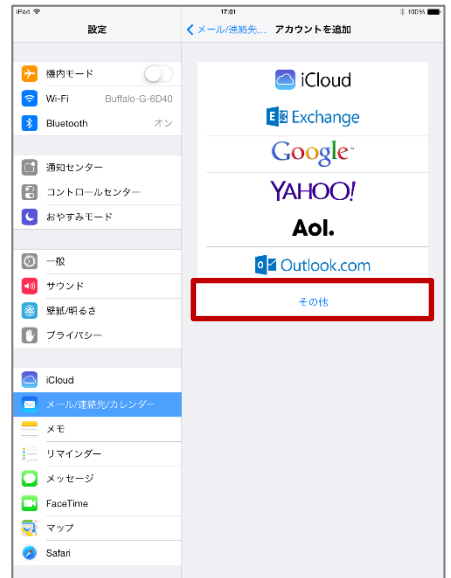 iPad 17:01 100%
設定
メール/連絡先... アカウントを追加
機内モード
Wi-Fi Buffalo-G-6D40
Bluetooth オン
通知センター
コントロールセンター
おやすみモード
一般
サウンド
壁紙/明るさ
プライバシー
iCloud
メール/連絡先/カレンダー
メモ
リマインダー
メッセージ
FaceTime
マップ
Safari
iCloud
Exchange
Google
YAHOO!
Aol.
Outlook.com
その他